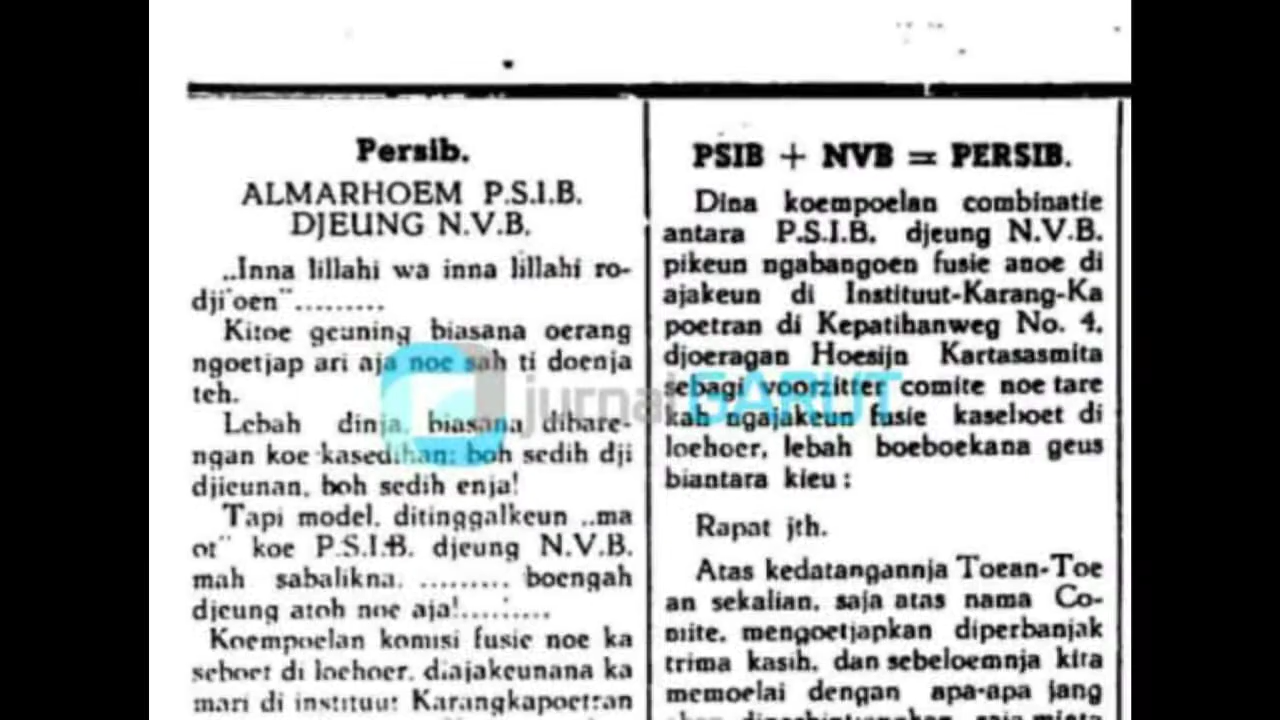 Persib.
ALMARHOEM P.S.I.B.
DJEUNG N.V.B.
„Inna lillahi wa inna lillahi ro-
dji'oen".........
Kitoe geuning biasana oerang
ngoetjap ari aja noe sah ti doenja
teh.
Lebah dinja, biasana dibare-
ngan koe kasedihan; boh sedih dji
djieunan, boh sedih enja!
Tapi model, ditinggalkeun „ma
ot" koe P.S.I.B. djeung N.V.B.
mah sabalikna, ......... boengah
djeung atoh noe aja!.........
Koempoelan komisi fusie noe ka
seboet di loehoer, diajakeunana ka
mari di instituut Karangkapoetran
PSIB + NVB = PERSIB.
Dina koempoelan combinatie
antara P.S.I.B. djeung N.V.B.
pikeun ngabangoen fusie anoe di
ajakeun di Instituut-Karang-Ka
poetran di Kepatihanweg No. 4,
djoeragan Hoesijn Kartasasmita
sebagi voorzitter comite noe tare
kah ngajakeun fusie kaseboet di
loehoer, lebah boeboekana geus
biantara kieu :
Rapat jth.
Atas kedatangannja Toean-Toe
an sekalian, saja atas nama Co-
mite, mengoetjapkan diperbanjak
trima kasih, dan sebeloemnja kita
memoelai dengan apa-apa jang
jurnal GARUT